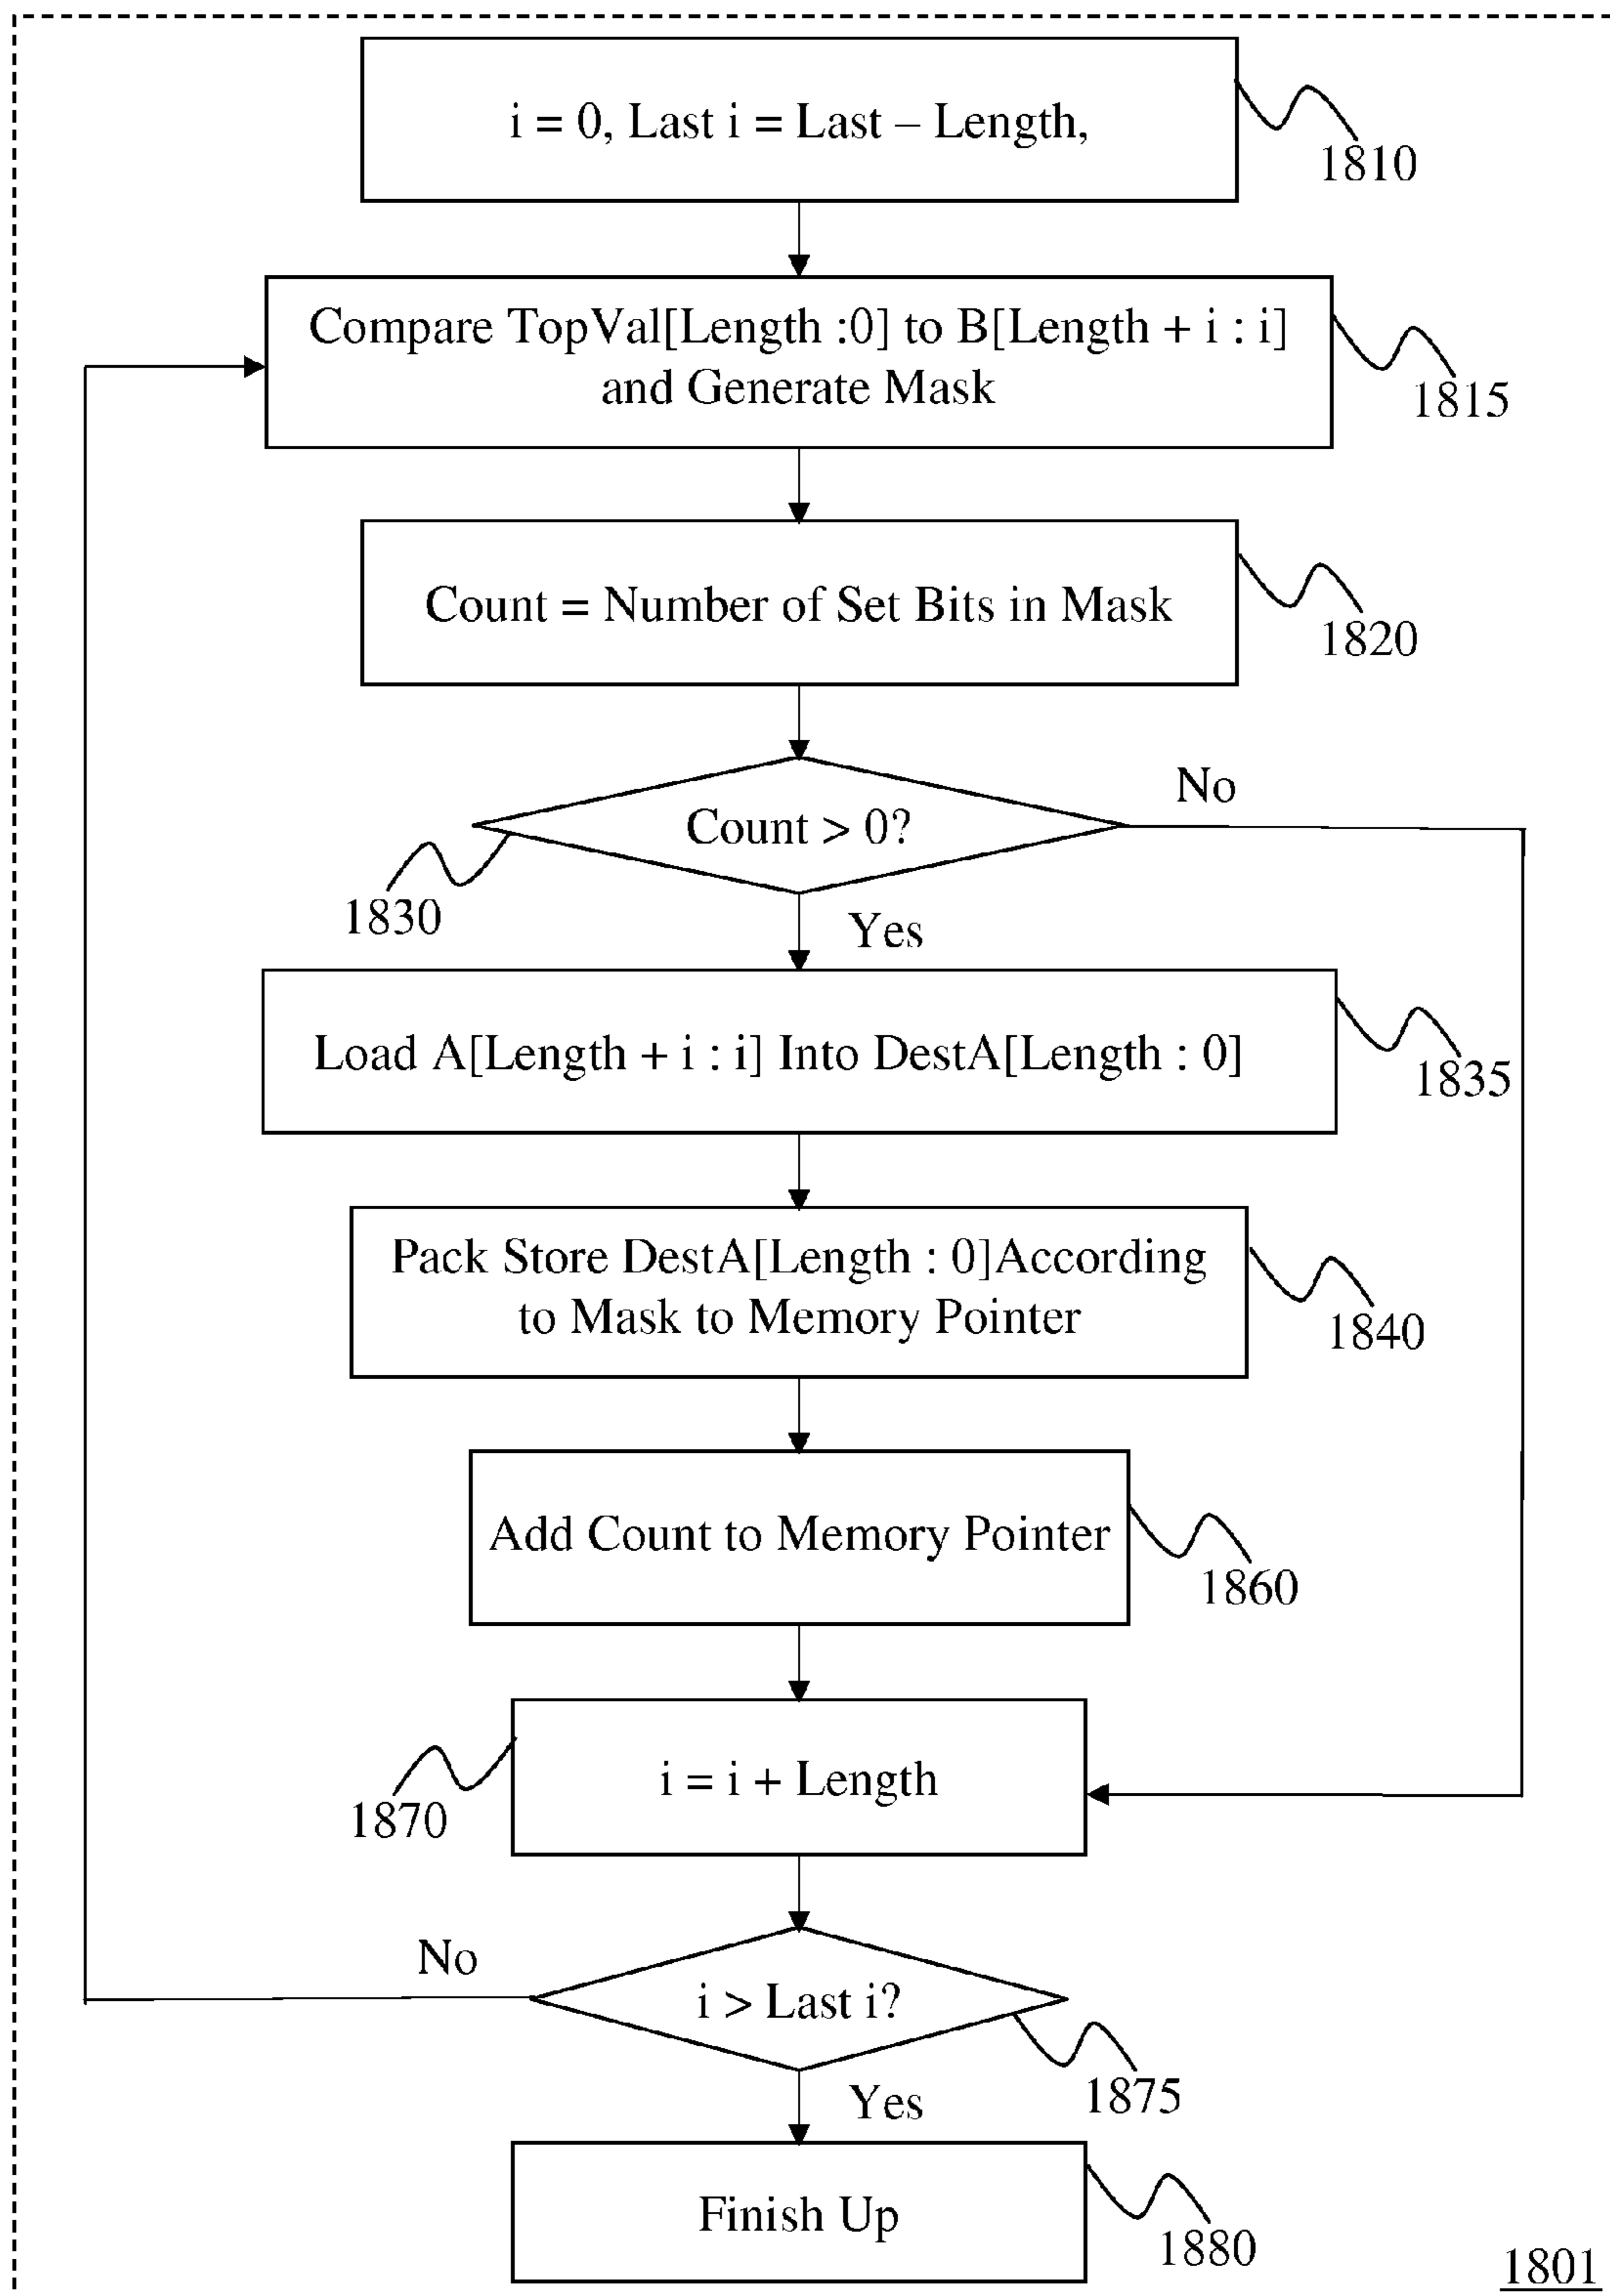 i = 0, Last i = Last – Length,
1810
Compare TopVal[Length :0] to B[Length + i : i]
and Generate Mask
1815
Count = Number of Set Bits in Mask
1820
No
Count > 0?
1830
Yes
Load A[Length + i : i] Into DestA[Length : 0]
1835
Pack Store DestA[Length : 0]According
to Mask to Memory Pointer
1840
Add Count to Memory Pointer
1860
i = i + Length
1870
No
i > Last i?
1875
Yes
Finish Up
1880
1801